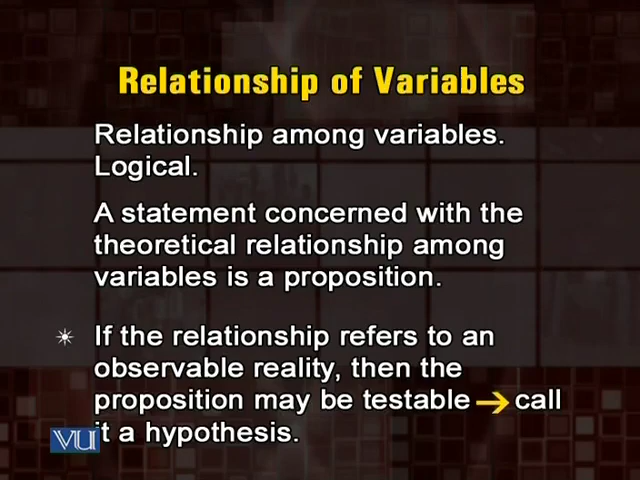 Relationship of Variables
Relationship among variables.
Logical.
A statement concerned with the
theoretical relationship among
variables is a proposition.
If the relationship refers to an
observable reality, then the
proposition may be testable → call
it a hypothesis.
VU